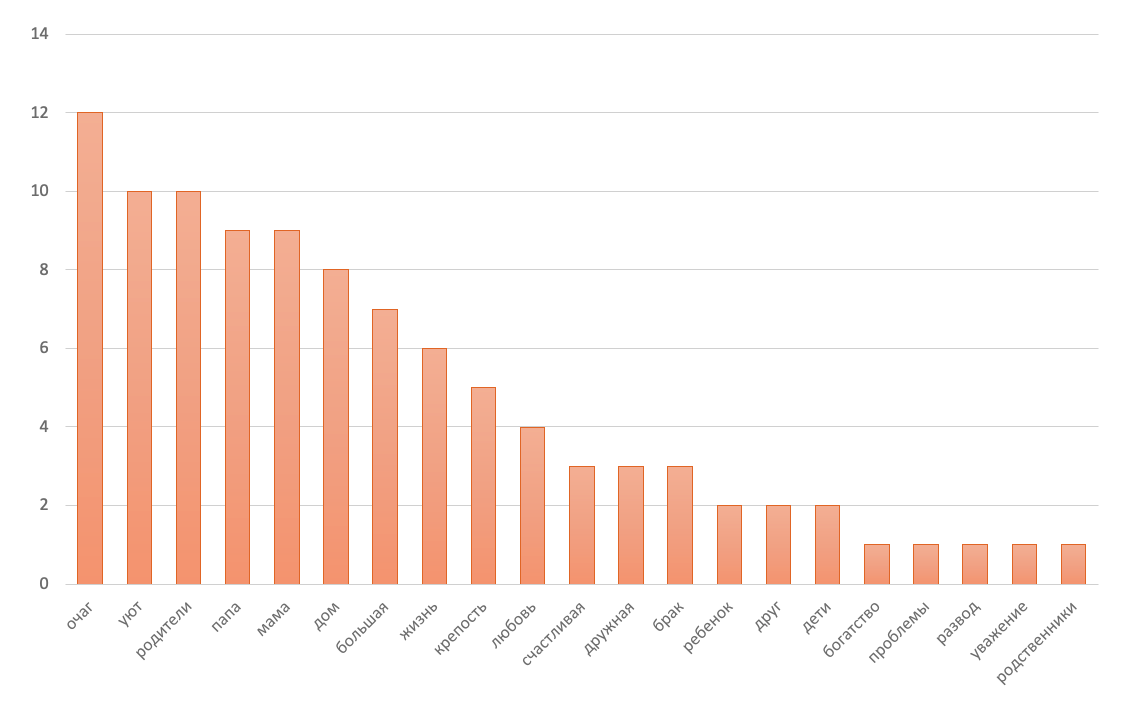 14
12
10
8
6
4
2
0
очаг
уют
родители
папа
мама
дом
большая
жизнь
крепость
любовь
счастливая
дружная
брак
ребенок
друг
дети
богатство
проблемы
развод
уважение
родственники